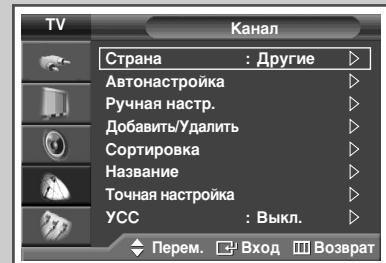 TV Канал
Страна : Другие
Автонастройка
Ручная настр.
Добавить/Удалить
Сортировка
Название
Точная настройка
УСС : Выкл.
Перем. Вход Возврат